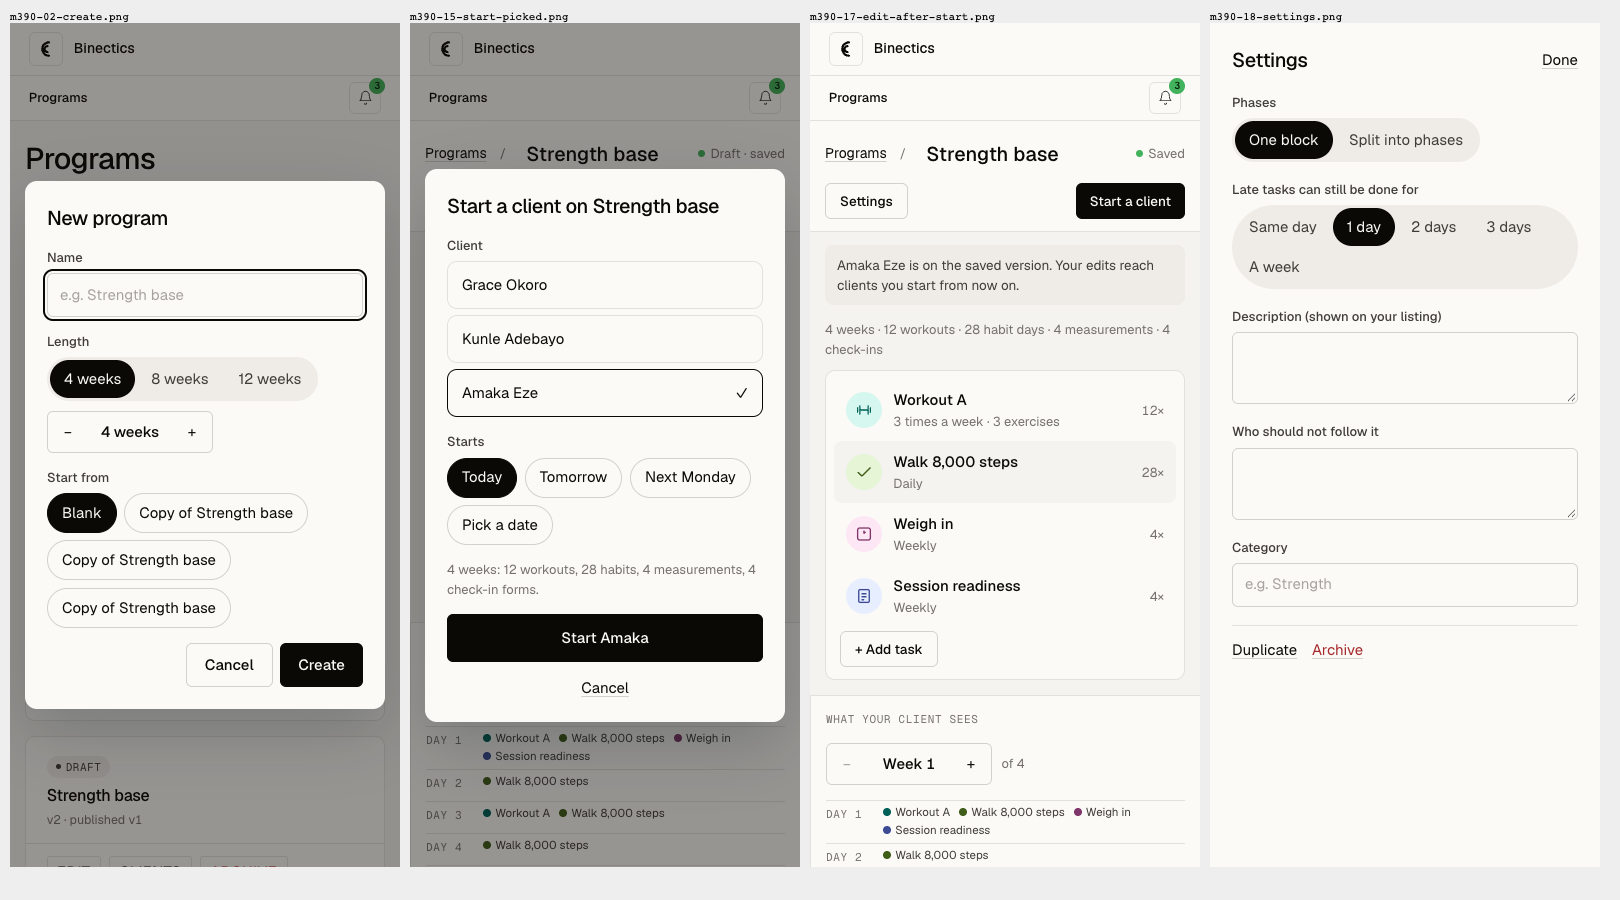 m390-02-create.png
Binectics
Programs
3
Programs
New program
Name
e.g. Strength base
Length
4 weeks 8 weeks 12 weeks
− 4 weeks +
Start from
Blank Copy of Strength base
Copy of Strength base
Copy of Strength base
Cancel Create
DRAFT
Strength base
v2 · published v1
m390-15-start-picked.png
Binectics
Programs
3
Programs / Strength base Draft · saved
Start a client on Strength base
Client
Grace Okoro
Kunle Adebayo
Amaka Eze
Starts
Today Tomorrow Next Monday
Pick a date
4 weeks: 12 workouts, 28 habits, 4 measurements, 4
check-in forms.
Start Amaka
Cancel
DAY 1 Workout A Walk 8,000 steps Weigh in
Session readiness
DAY 2 Walk 8,000 steps
DAY 3 Workout A Walk 8,000 steps
DAY 4 Walk 8,000 steps
m390-17-edit-after-start.png
Binectics
Programs
3
Programs / Strength base Saved
Settings Start a client
Amaka Eze is on the saved version. Your edits reach
clients you start from now on.
4 weeks · 12 workouts · 28 habit days · 4 measurements · 4
check-ins
Workout A
3 times a week · 3 exercises
12×
Walk 8,000 steps
Daily
28×
Weigh in
Weekly
4×
Session readiness
Weekly
4×
+ Add task
WHAT YOUR CLIENT SEES
− Week 1 + of 4
DAY 1 Workout A Walk 8,000 steps Weigh in
Session readiness
DAY 2 Walk 8,000 steps
m390-18-settings.png
Settings Done
Phases
One block Split into phases
Late tasks can still be done for
Same day 1 day 2 days 3 days
A week
Description (shown on your listing)
Who should not follow it
Category
e.g. Strength
Duplicate Archive